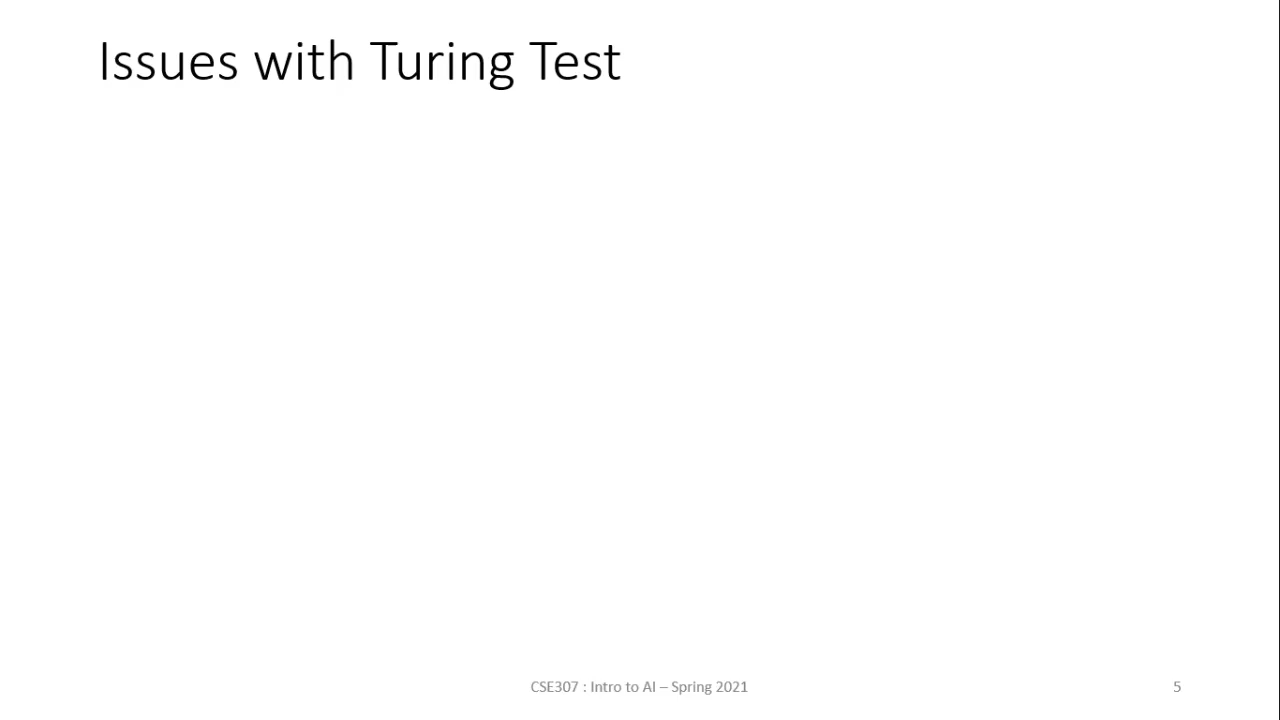 Issues with Turing Test
CSE307 : Intro to AI – Spring 2021
5